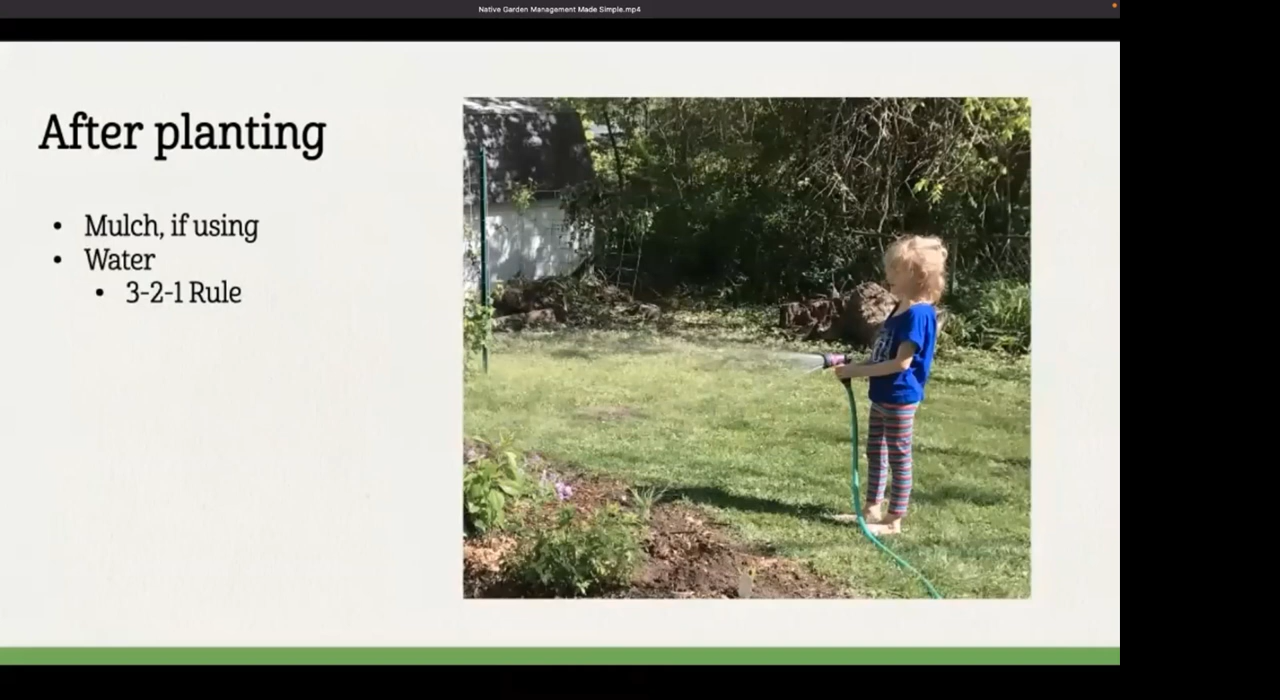 Native Garden Management Made Simple.mp4
After planting
• Mulch, if using
• Water
• 3-2-1 Rule